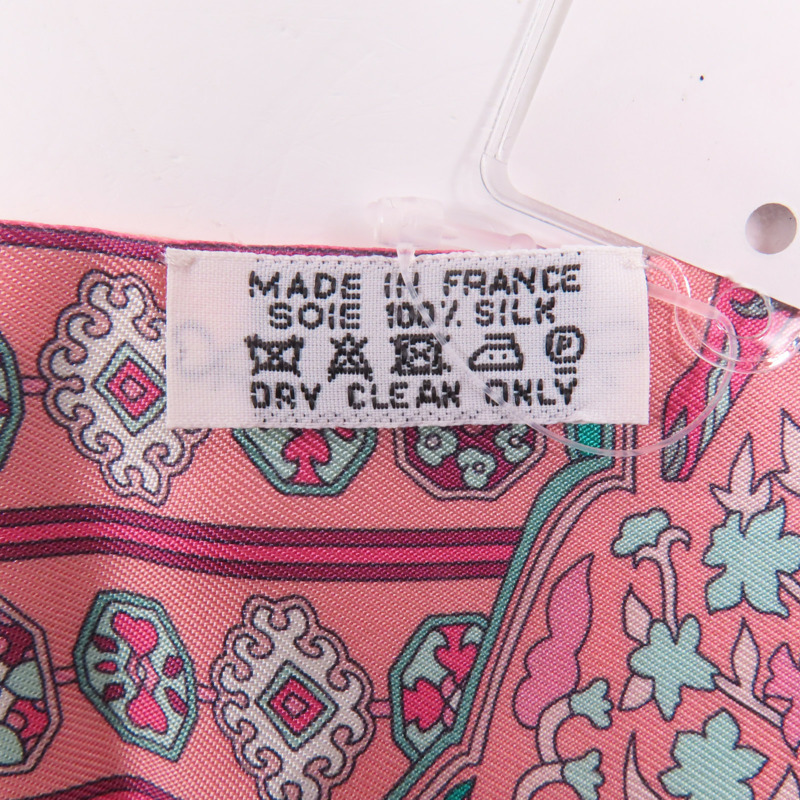 MADE IN FRANCE
SOIE 100% SILK
P
DRY CLEAN ONLY